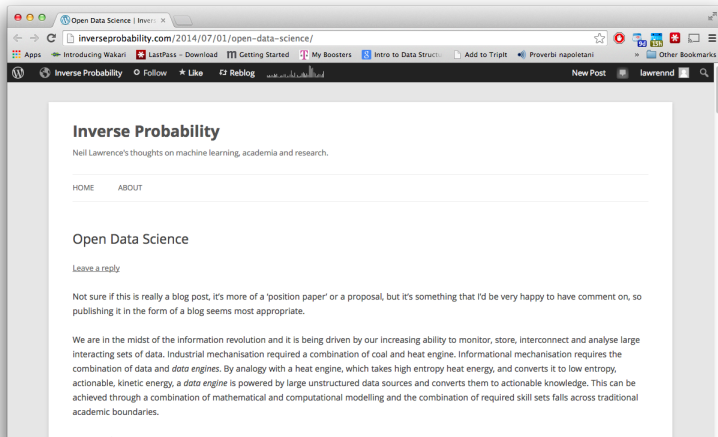 Open Data Science | Invers
inverseprobability.com/2014/07/01/open-data-science/
Apps Introducing Wakari LastPass – Download Getting Started My Boosters Intro to Data Structu Add to TripIt Proverbi napoletani » Other Bookmarks
Inverse Probability Follow Like Reblog New Post lawrennd
Inverse Probability
Neil Lawrence's thoughts on machine learning, academia and research.
HOME ABOUT
Open Data Science
Leave a reply
Not sure if this is really a blog post, it's more of a 'position paper' or a proposal, but it's something that I'd be very happy to have comment on, so
publishing it in the form of a blog seems most appropriate.
We are in the midst of the information revolution and it is being driven by our increasing ability to monitor, store, interconnect and analyse large
interacting sets of data. Industrial mechanisation required a combination of coal and heat engine. Informational mechanisation requires the
combination of data and data engines. By analogy with a heat engine, which takes high entropy heat energy, and converts it to low entropy,
actionable, kinetic energy, a data engine is powered by large unstructured data sources and converts them to actionable knowledge. This can be
achieved through a combination of mathematical and computational modelling and the combination of required skill sets falls across traditional
academic boundaries.